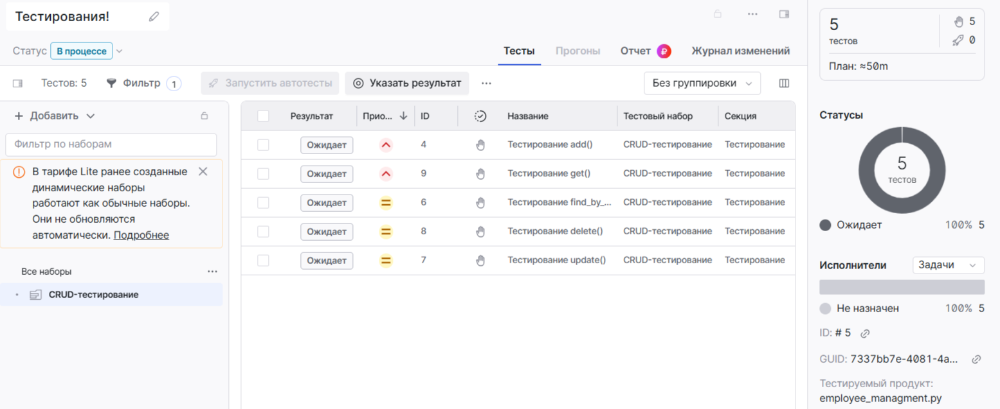 Тестирования!
Статус В процессе
Тесты Прогоны Отчет ₽ Журнал изменений
Тестов: 5 Фильтр 1 Запустить автотесты Указать результат Без группировки
Добавить
Фильтр по наборам
В тарифе Lite ранее созданные
динамические наборы
работают как обычные наборы.
Они не обновляются
автоматически. Подробнее
Все наборы
CRUD-тестирование
Результат Прио... ID Название Тестовый набор Секция
Ожидает 4 Тестирование add() CRUD-тестирование Тестирование
Ожидает 9 Тестирование get() CRUD-тестирование Тестирование
Ожидает 6 Тестирование find_by_... CRUD-тестирование Тестирование
Ожидает 8 Тестирование delete() CRUD-тестирование Тестирование
Ожидает 7 Тестирование update() CRUD-тестирование Тестирование
5 5
тестов 0
План: ≈50m
Статусы
5
тестов
Ожидает 100% 5
Исполнители Задачи
Не назначен 100% 5
ID: # 5
GUID: 7337bb7e-4081-4a...
Тестируемый продукт:
employee_managment.py